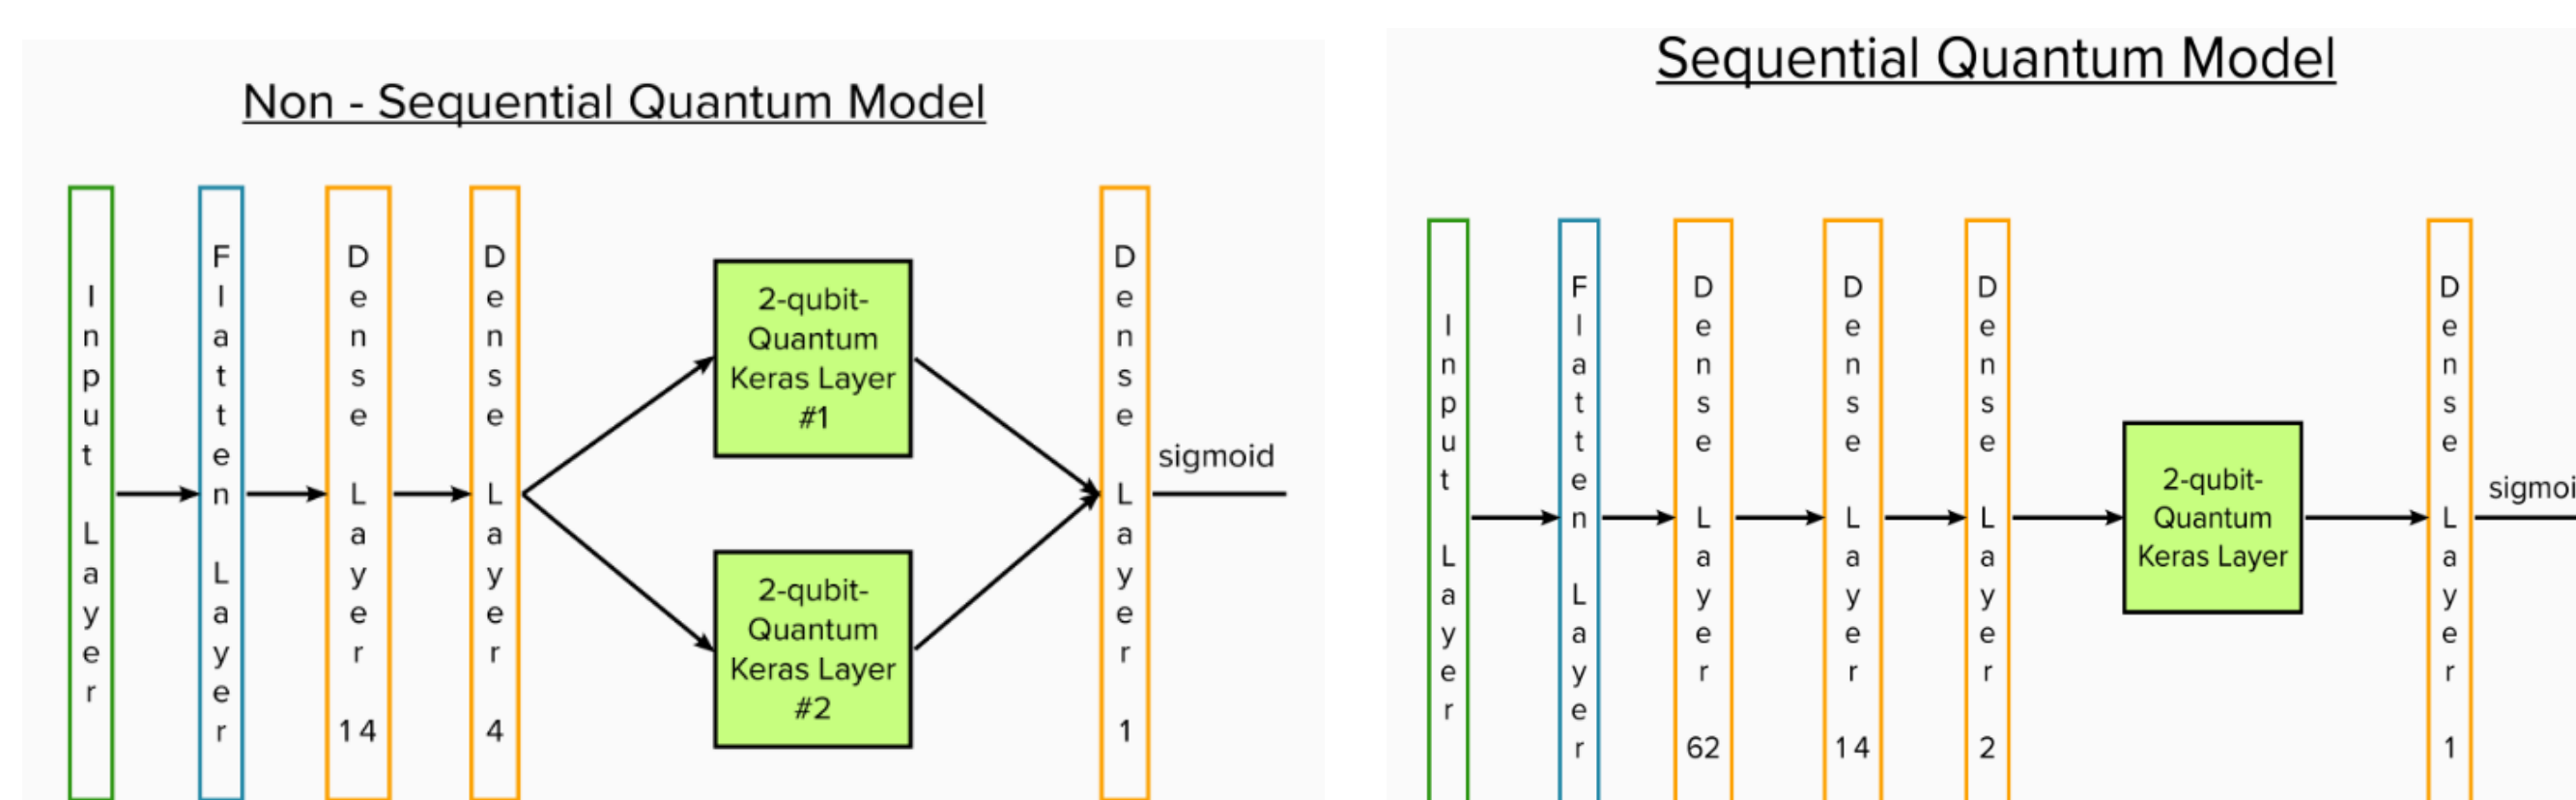 Non - Sequential Quantum Model
Input Layer
Flatten Layer
Dense Layer 14
Dense Layer 4
2-qubit-
Quantum
Keras Layer
#1
2-qubit-
Quantum
Keras Layer
#2
Dense Layer 1
sigmoid
Sequential Quantum Model
Input Layer
Flatten Layer
Dense Layer 62
Dense Layer 14
Dense Layer 2
2-qubit-
Quantum
Keras Layer
Dense Layer 1
sigmoi